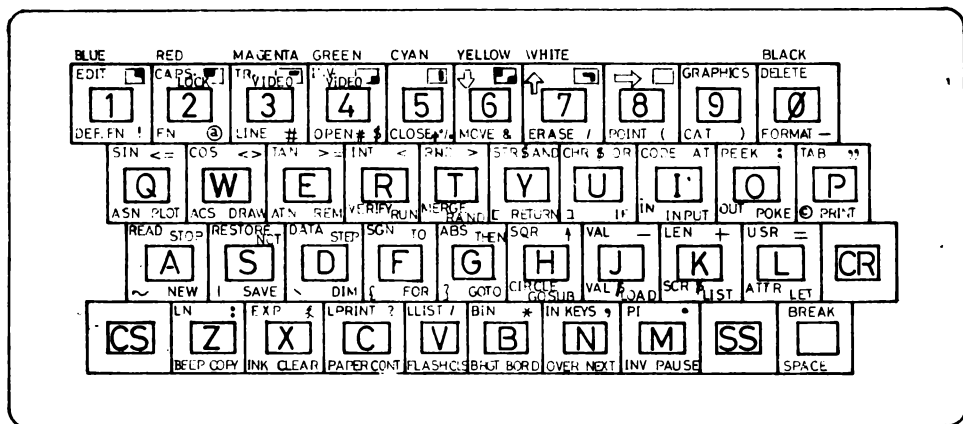 BLUE RED MAGENTA GREEN CYAN YELLOW WHITE BLACK
EDIT CAPS LOCK TR. VIDEO VIDEO GRAPHICS DELETE
1 2 3 4 5 6 7 8 9 Ø
DEF.FN ! FN @ LINE # OPEN # $ CLOSE MOVE & ERASE / POINT ( CAT ) FORMAT —
SIN <= COS <> TAN >= INT < RND > STR$ AND CHR $ OR CODE AT PEEK : TAB ”
Q W E R T Y U I O P
ASN PLOT ACS DRAW ATN REM VERIFY RUN MERGE RAND [ RETURN ] IF IN INPUT OUT POKE © PRINT
READ STOP RESTORE NOT DATA STEP SGN TO ABS THEN SQR ↑ VAL — LEN + USR =
A S D F G H J K L CR
~ NEW | SAVE \ DIM { FOR } GOTO CIRCLE GOSUB VAL $ LOAD SCR $ LIST ATTR LET
LN : EXP £ LPRINT ? LLIST / BIN * IN KEYS , PI • BREAK
CS Z X C V B N M SS
BEEP COPY INK CLEAR PAPER CONT FLASH CLS BRGT BORD OVER NEXT INV PAUSE SPACE